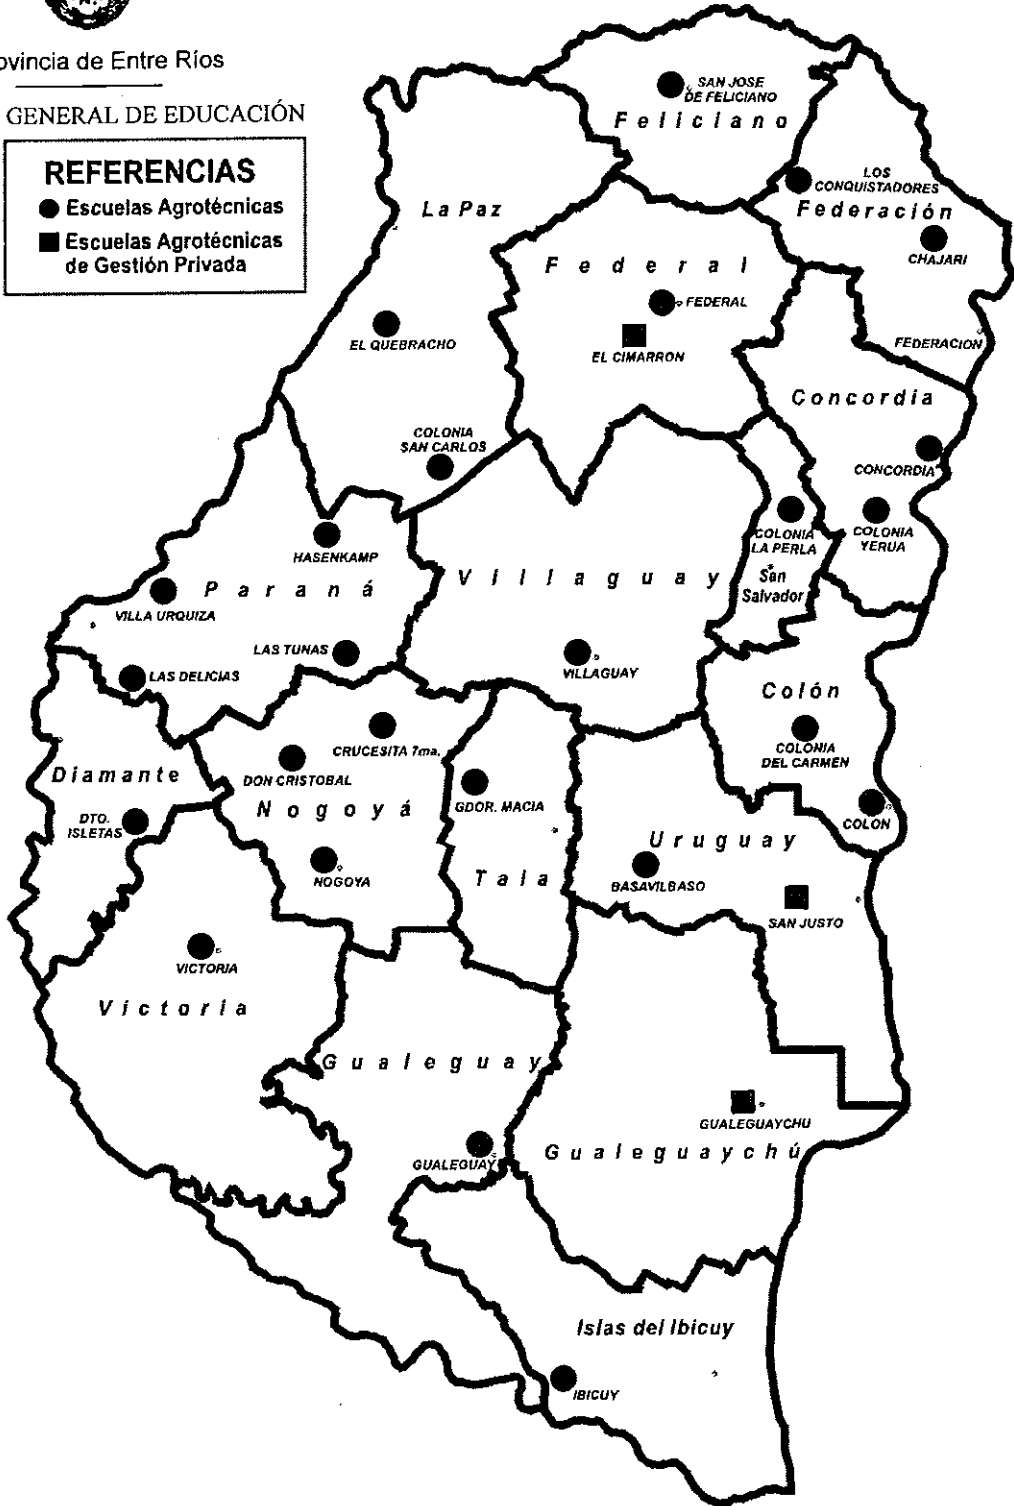 ovincia de Entre Ríos
GENERAL DE EDUCACIÓN
REFERENCIAS
Escuelas Agrotécnicas
Escuelas Agrotécnicas
de Gestión Privada
SAN JOSE
DE FELICIANO
Feliciano
LOS
CONQUISTADORES
Federación
CHAJARI
FEDERACION
La Paz
EL QUEBRACHO
COLONIA
SAN CARLOS
Federal
FEDERAL
EL CIMARRON
Concordia
CONCORDIA
COLONIA
YERUA
COLONIA
LA PERLA
San
Salvador
HASENKAMP
Paraná
VILLA URQUIZA
LAS TUNAS
LAS DELICIAS
Villaguay
VILLAGUAY
Colón
COLONIA
DEL CARMEN
COLON
Diamante
DTO.
ISLETAS
CRUCESITA 7ma.
DON CRISTOBAL
Nogoyá
NOGOYA
GDOR. MACIA
Tala
Uruguay
BASAVILBASO
SAN JUSTO
VICTORIA
Victoria
Gualeguay
GUALEGUAY
GUALEGUAYCHU
Gualeguaychú
Islas del Ibicuy
IBICUY